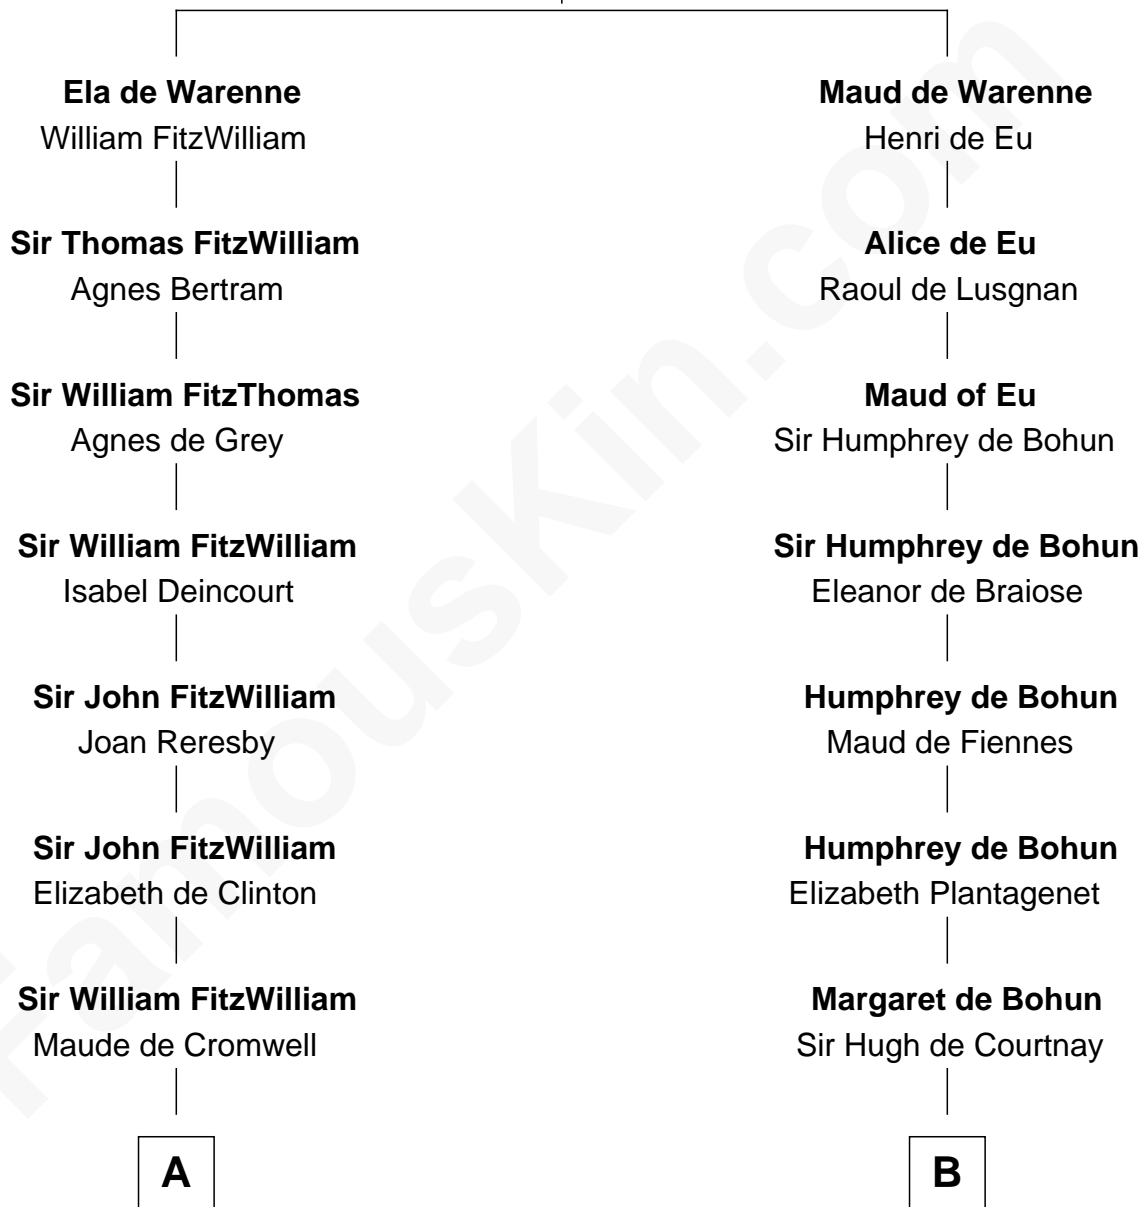 Ela de Warenne
William FitzWilliam
Sir Thomas FitzWilliam
Agnes Bertram
Sir William FitzThomas
Agnes de Grey
Sir William FitzWilliam
Isabel Deincourt
Sir John FitzWilliam
Joan Reresby
Sir John FitzWilliam
Elizabeth de Clinton
Sir William FitzWilliam
Maude de Cromwell
A
Maud de Warenne
Henri de Eu
Alice de Eu
Raoul de Lusgnan
Maud of Eu
Sir Humphrey de Bohun
Sir Humphrey de Bohun
Eleanor de Braiose
Humphrey de Bohun
Maud de Fiennes
Humphrey de Bohun
Elizabeth Plantagenet
Margaret de Bohun
Sir Hugh de Courtnay
B
FamousKin.com